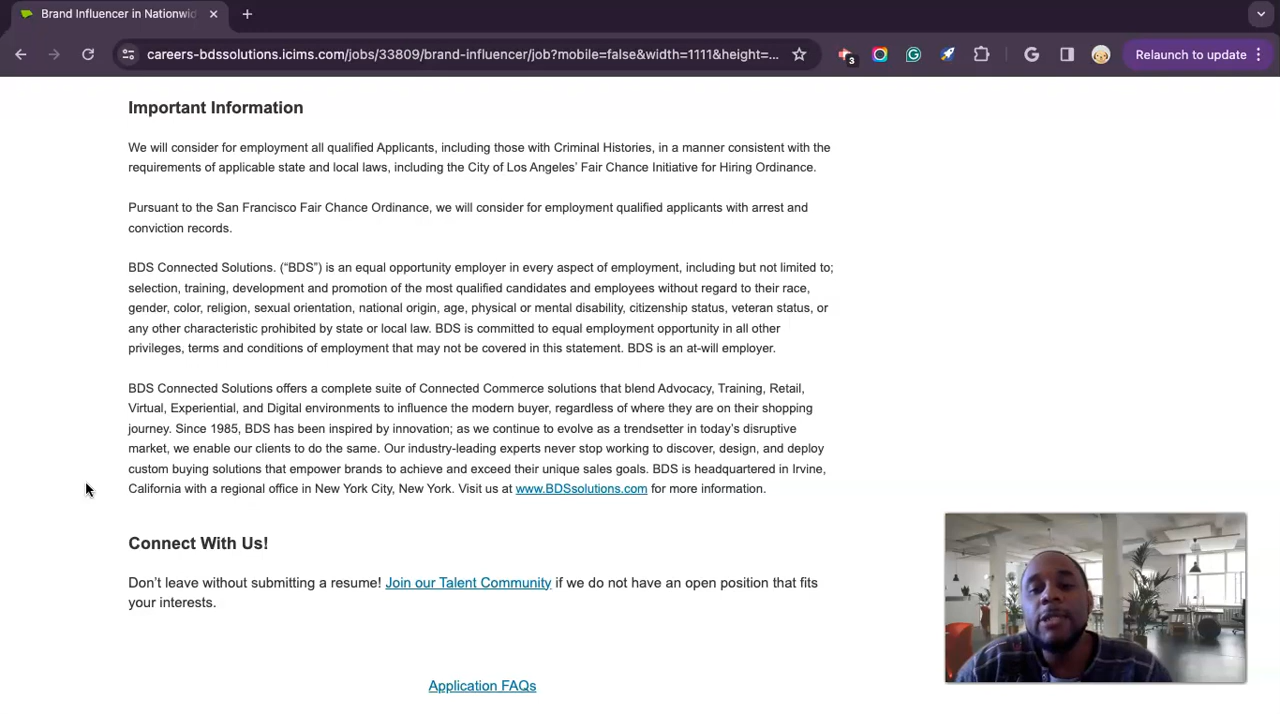 Brand Influencer in Nationwid
careers-bdssolutions.icims.com/jobs/33809/brand-influencer/job?mobile=false&width=1111&height=...
3
Relaunch to update
Important Information
We will consider for employment all qualified Applicants, including those with Criminal Histories, in a manner consistent with the
requirements of applicable state and local laws, including the City of Los Angeles’ Fair Chance Initiative for Hiring Ordinance.
Pursuant to the San Francisco Fair Chance Ordinance, we will consider for employment qualified applicants with arrest and
conviction records.
BDS Connected Solutions. (“BDS”) is an equal opportunity employer in every aspect of employment, including but not limited to;
selection, training, development and promotion of the most qualified candidates and employees without regard to their race,
gender, color, religion, sexual orientation, national origin, age, physical or mental disability, citizenship status, veteran status, or
any other characteristic prohibited by state or local law. BDS is committed to equal employment opportunity in all other
privileges, terms and conditions of employment that may not be covered in this statement. BDS is an at-will employer.
BDS Connected Solutions offers a complete suite of Connected Commerce solutions that blend Advocacy, Training, Retail,
Virtual, Experiential, and Digital environments to influence the modern buyer, regardless of where they are on their shopping
journey. Since 1985, BDS has been inspired by innovation; as we continue to evolve as a trendsetter in today’s disruptive
market, we enable our clients to do the same. Our industry-leading experts never stop working to discover, design, and deploy
custom buying solutions that empower brands to achieve and exceed their unique sales goals. BDS is headquartered in Irvine,
California with a regional office in New York City, New York. Visit us at www.BDSsolutions.com for more information.
Connect With Us!
Don’t leave without submitting a resume! Join our Talent Community if we do not have an open position that fits
your interests.
Application FAQs